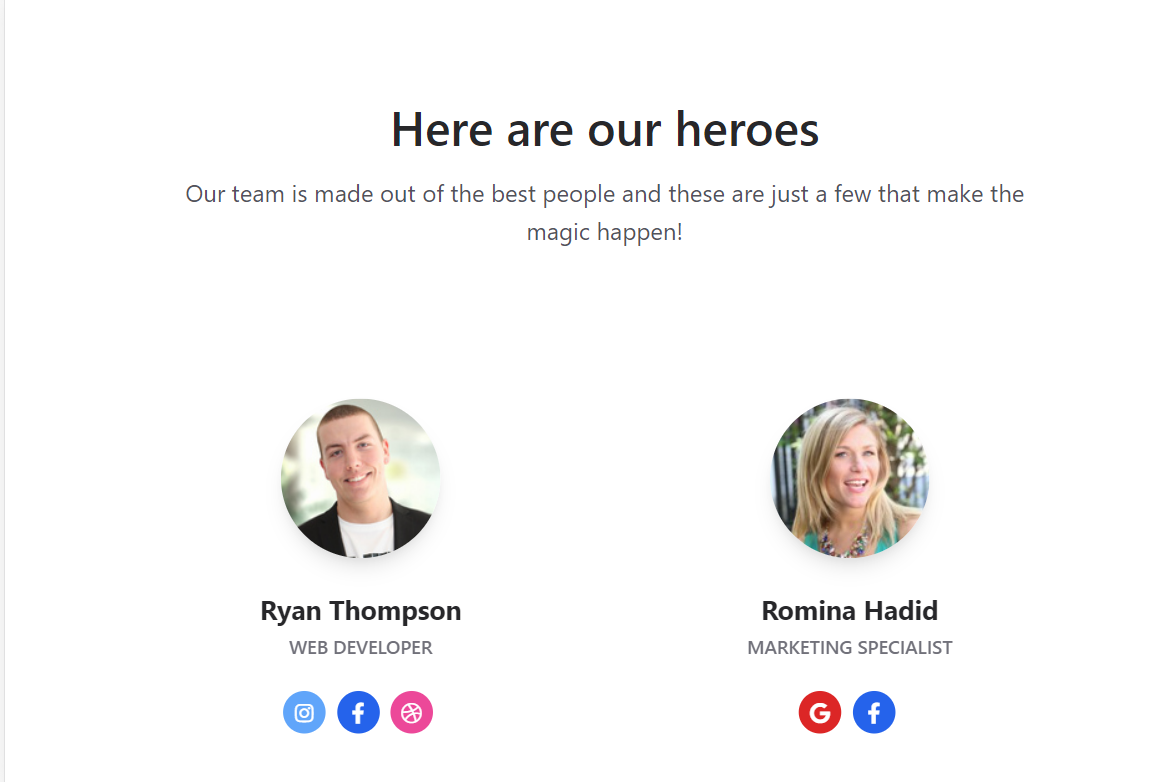 Here are our heroes
Our team is made out of the best people and these are just a few that make the
magic happen!
Ryan Thompson
WEB DEVELOPER
Romina Hadid
MARKETING SPECIALIST